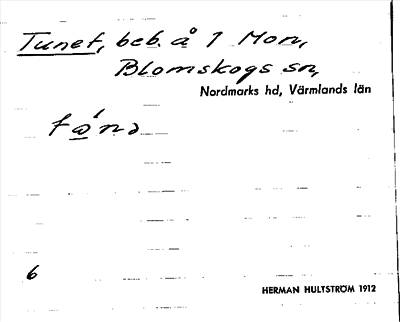 Tunet, beb. å 1 Mon,
Blomskogs sn,
Nordmarks hd, Värmlands län
6
HERMAN HULTSTRÖM 1912